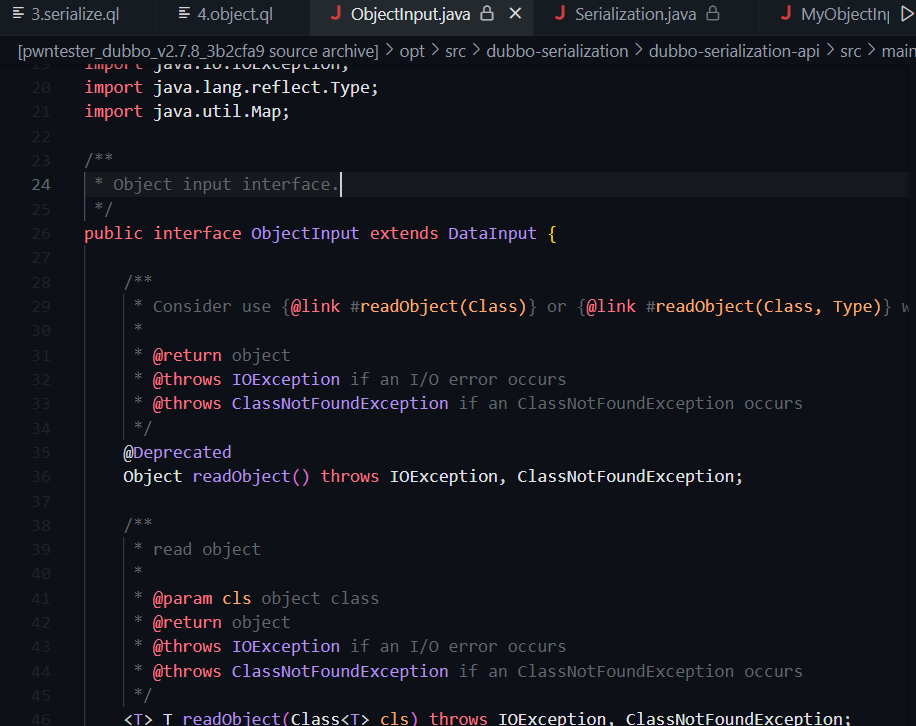 3.serialize.ql 4.object.ql ObjectInput.java Serialization.java MyObjectInp
[pwntester_dubbo_v2.7.8_3b2cfa9 source archive] > opt > src > dubbo-serialization > dubbo-serialization-api > src > main
19 import java.io.IOException;
20 import java.lang.reflect.Type;
21 import java.util.Map;
22
23 /**
24 * Object input interface.
25 */
26 public interface ObjectInput extends DataInput {
27
28 /**
29 * Consider use {@link #readObject(Class)} or {@link #readObject(Class, Type)} w
30 *
31 * @return object
32 * @throws IOException if an I/O error occurs
33 * @throws ClassNotFoundException if an ClassNotFoundException occurs
34 */
35 @Deprecated
36 Object readObject() throws IOException, ClassNotFoundException;
37
38 /**
39 * read object
40 *
41 * @param cls object class
42 * @return object
43 * @throws IOException if an I/O error occurs
44 * @throws ClassNotFoundException if an ClassNotFoundException occurs
45 */
46 <T> T readObject(Class<T> cls) throws IOException, ClassNotFoundException;